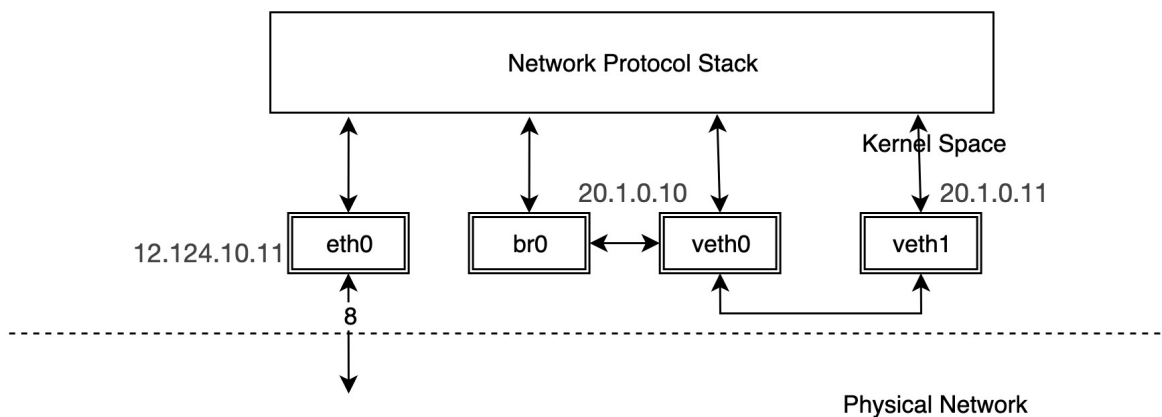 Network Protocol Stack
Kernel Space
20.1.0.10
20.1.0.11
12.124.10.11
eth0
br0
veth0
veth1
8
Physical Network